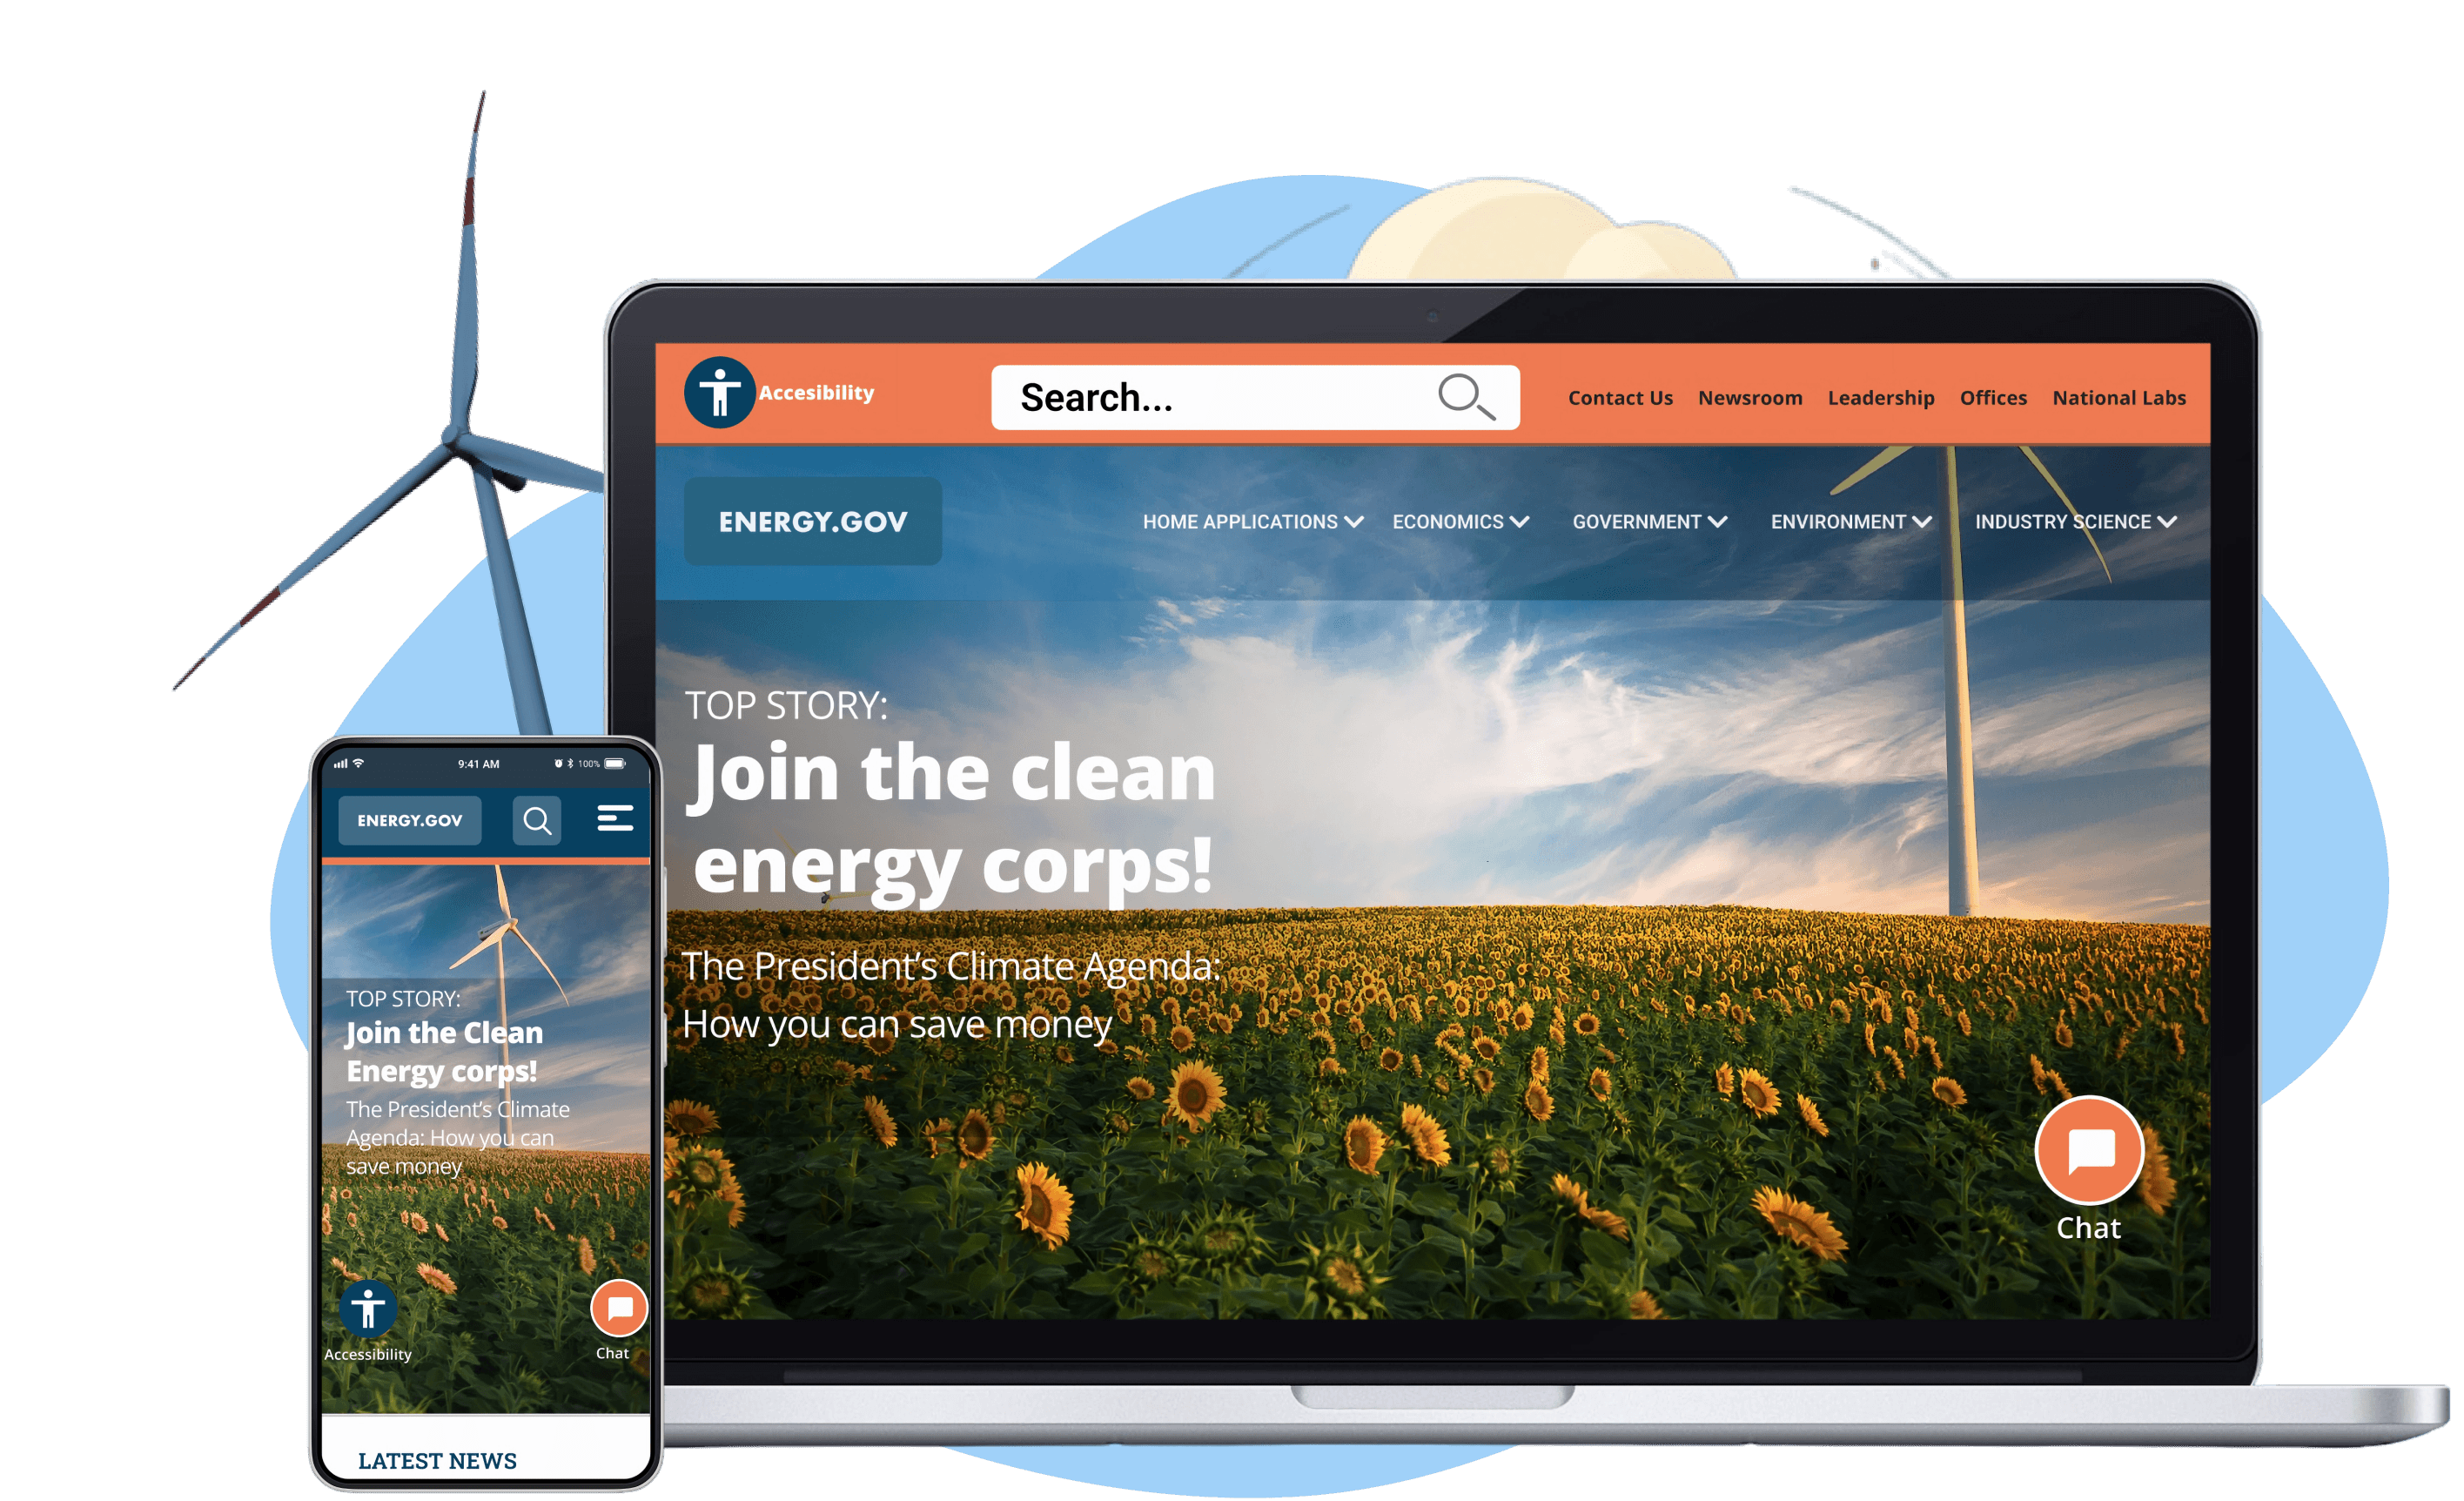 Accesibility
Search...
Contact Us Newsroom Leadership Offices National Labs
ENERGY.GOV
HOME APPLICATIONS ECONOMICS GOVERNMENT ENVIRONMENT INDUSTRY SCIENCE
TOP STORY:
Join the clean
energy corps!
The President's Climate Agenda:
How you can save money
Chat
9:41 AM
100%
ENERGY.GOV
TOP STORY:
Join the Clean
Energy corps!
The President's Climate
Agenda: How you can
save money
Accessibility
Chat
LATEST NEWS